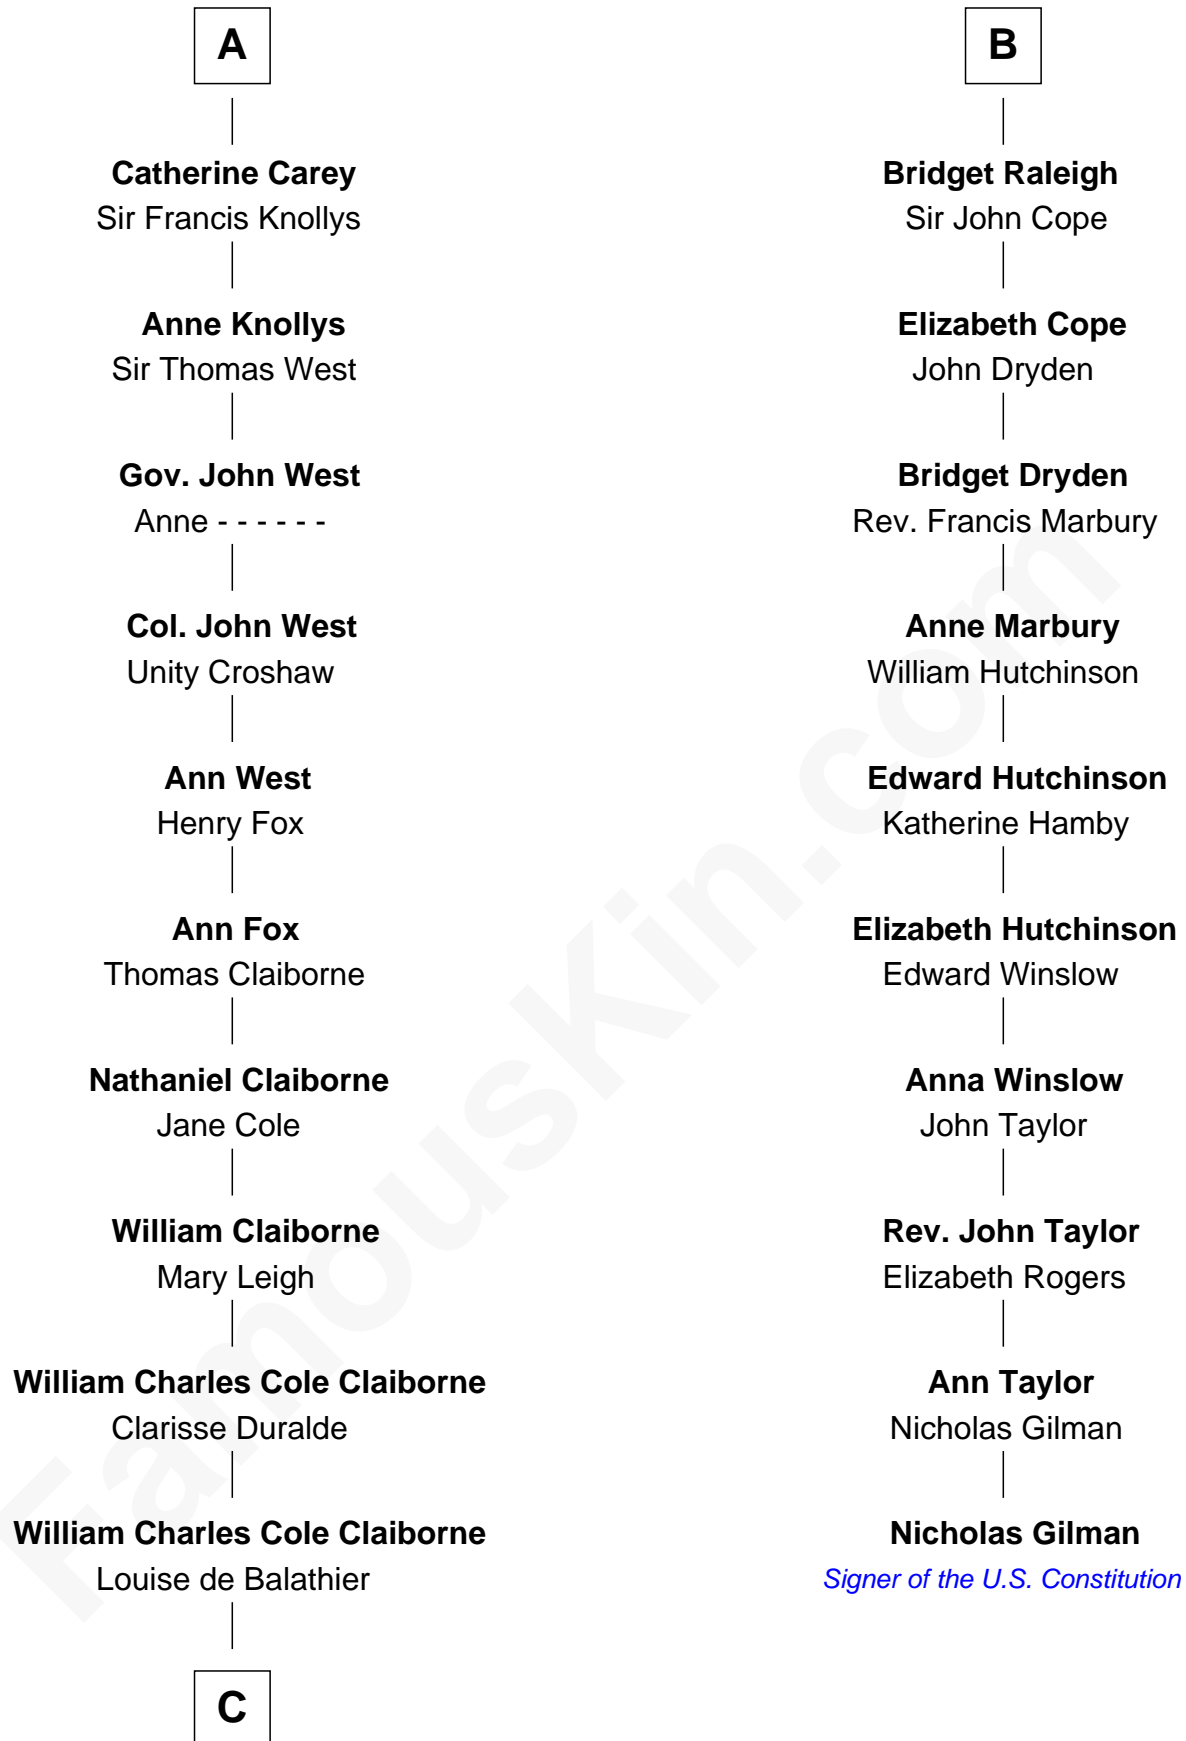 A
Catherine Carey
Sir Francis Knollys
Anne Knollys
Sir Thomas West
Gov. John West
Anne - - - - - -
Col. John West
Unity Croshaw
Ann West
Henry Fox
Ann Fox
Thomas Claiborne
Nathaniel Claiborne
Jane Cole
William Claiborne
Mary Leigh
William Charles Cole Claiborne
Clarisse Duralde
William Charles Cole Claiborne
Louise de Balathier
C
B
Bridget Raleigh
Sir John Cope
Elizabeth Cope
John Dryden
Bridget Dryden
Rev. Francis Marbury
Anne Marbury
William Hutchinson
Edward Hutchinson
Katherine Hamby
Elizabeth Hutchinson
Edward Winslow
Anna Winslow
John Taylor
Rev. John Taylor
Elizabeth Rogers
Ann Taylor
Nicholas Gilman
Nicholas Gilman
Signer of the U.S. Constitution
FamousKin.com